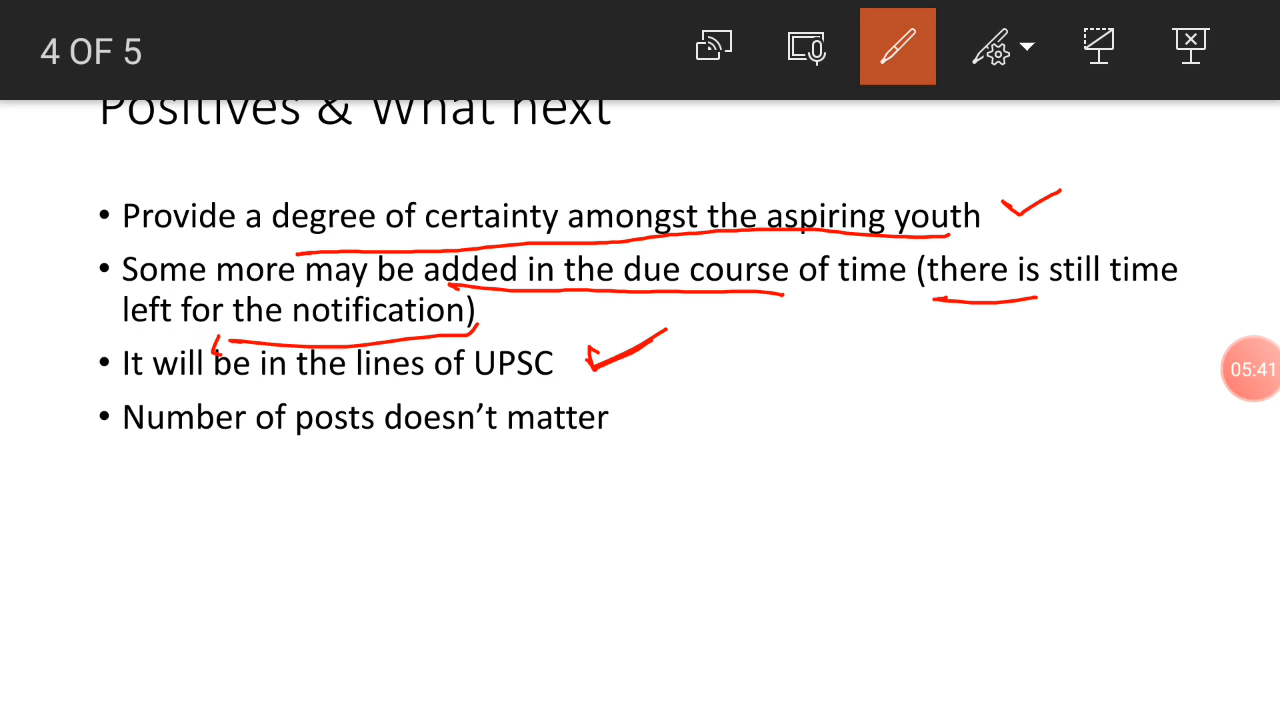 4 OF 5
Positives & What next
• Provide a degree of certainty amongst the aspiring youth
• Some more may be added in the due course of time (there is still time
left for the notification)
• It will be in the lines of UPSC
• Number of posts doesn't matter
05:41